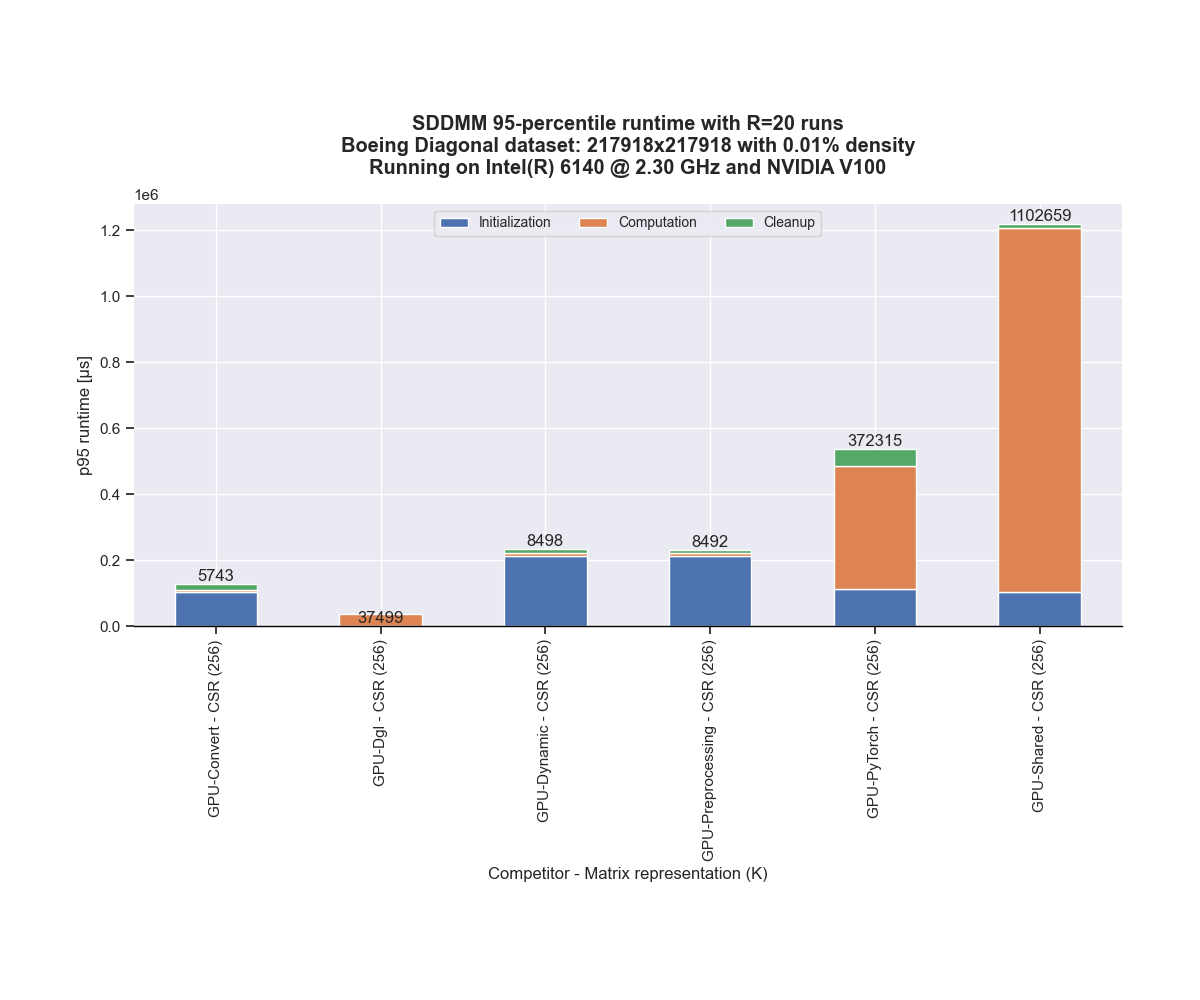 SDDMM 95-percentile runtime with R=20 runs
Boeing Diagonal dataset: 217918x217918 with 0.01% density
Running on Intel(R) 6140 @ 2.30 GHz and NVIDIA V100
1e6
Initialization Computation Cleanup
1102659
1.2
1.0
0.8
0.6
0.4
0.2
0.0
p95 runtime [µs]
372315
8498
8492
5743
37499
GPU-Convert - CSR (256)
GPU-Dgl - CSR (256)
GPU-Dynamic - CSR (256)
GPU-Preprocessing - CSR (256)
GPU-PyTorch - CSR (256)
GPU-Shared - CSR (256)
Competitor - Matrix representation (K)